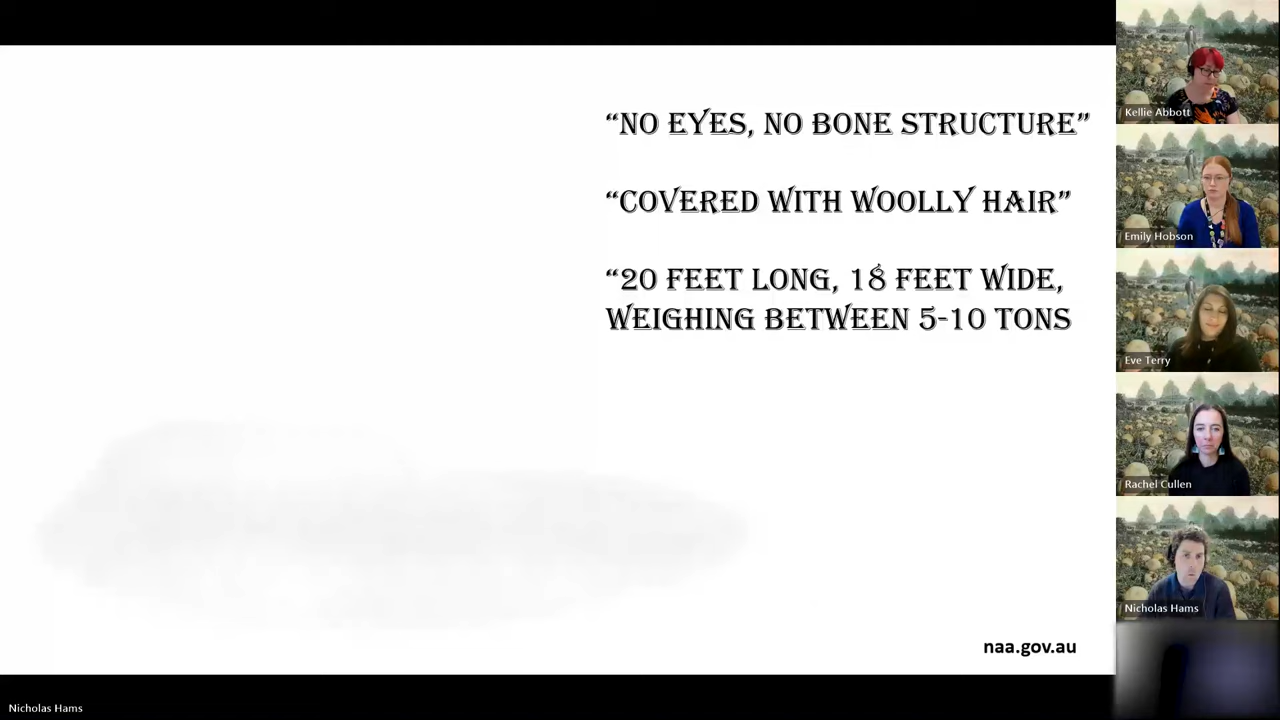 “NO EYES, NO BONE STRUCTURE”
“COVERED WITH WOOLLY HAIR”
“20 FEET LONG, 18 FEET WIDE,
WEIGHING BETWEEN 5-10 TONS
naa.gov.au
Kellie Abbott
Emily Hobson
Eve Terry
Rachel Cullen
Nicholas Hams
Nicholas Hams